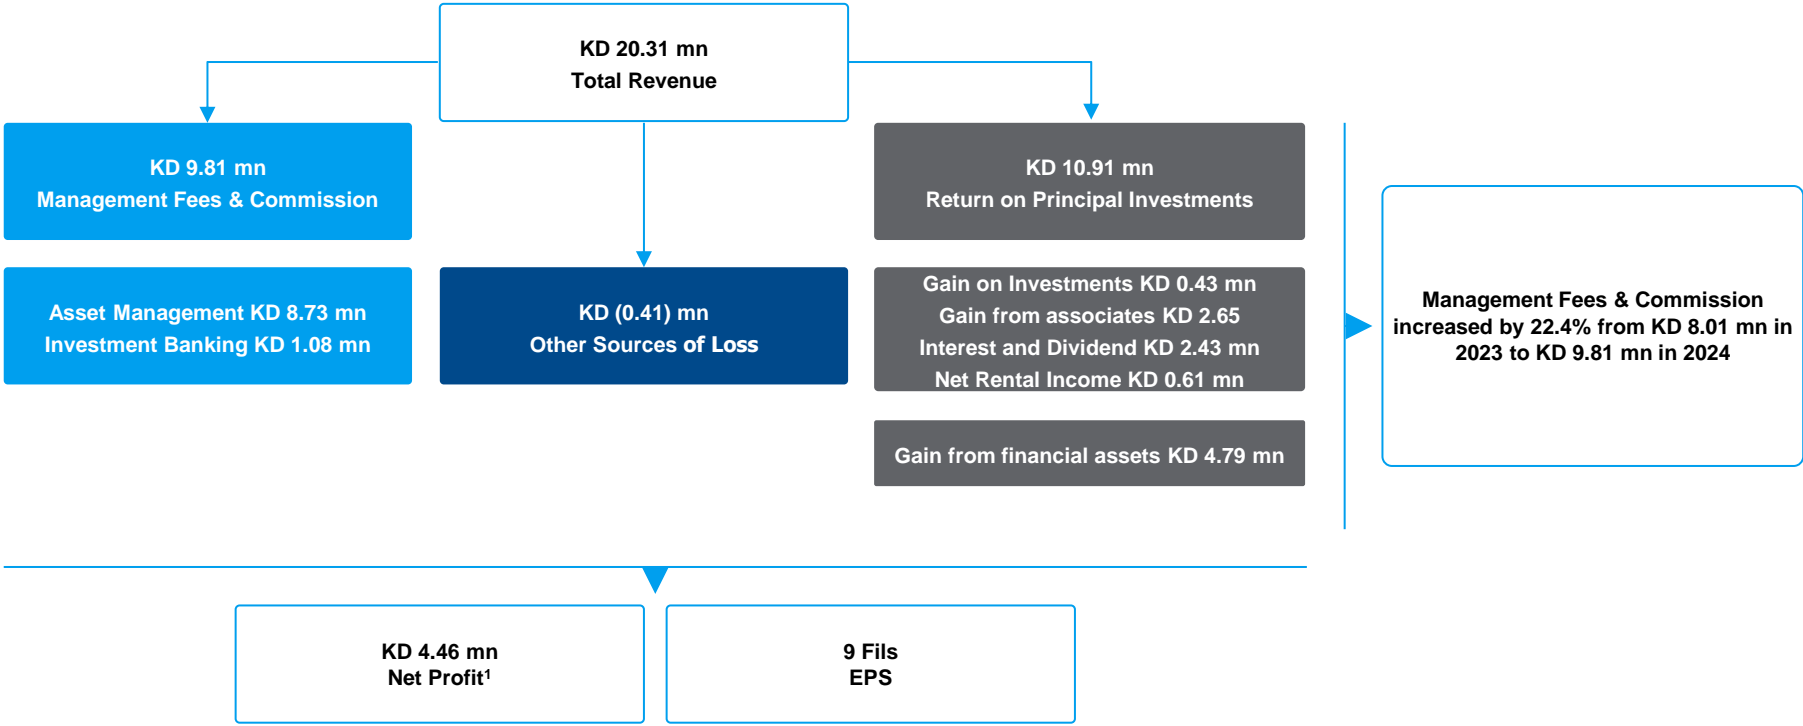 KD 20.31 mn
Total Revenue
KD 9.81 mn
Management Fees & Commission
KD 10.91 mn
Return on Principal Investments
Asset Management KD 8.73 mn
Investment Banking KD 1.08 mn
KD (0.41) mn
Other Sources of Loss
Gain on Investments KD 0.43 mn
Gain from associates KD 2.65
Interest and Dividend KD 2.43 mn
Net Rental Income KD 0.61 mn
Gain from financial assets KD 4.79 mn
Management Fees & Commission
increased by 22.4% from KD 8.01 mn in
2023 to KD 9.81 mn in 2024
KD 4.46 mn
Net Profit¹
9 Fils
EPS